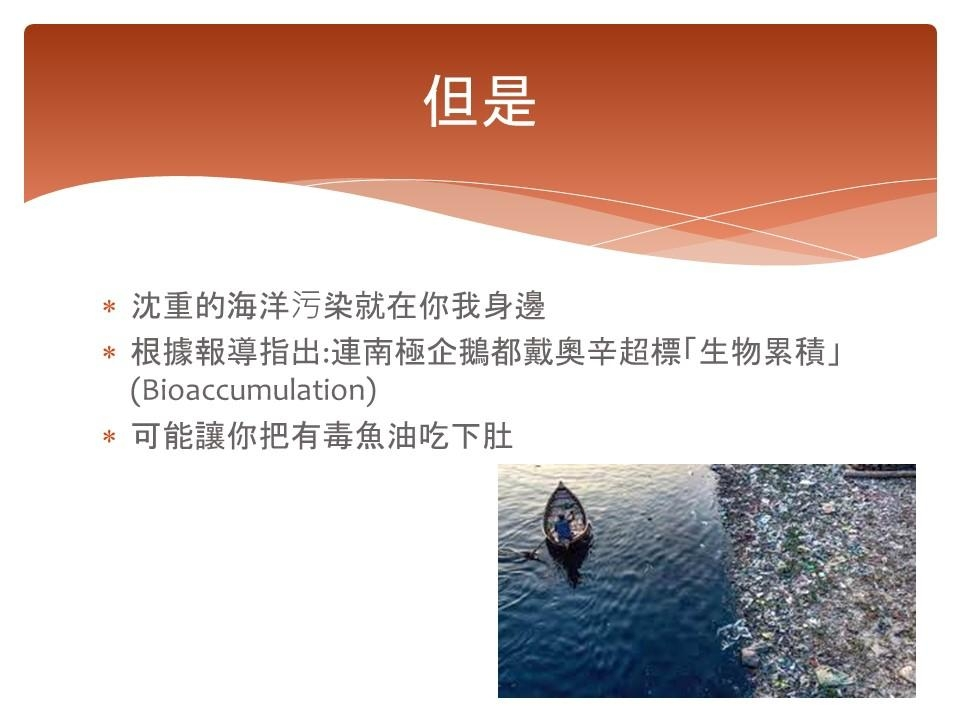 但是
* 沈重的海洋污染就在你我身邊
* 根據報導指出:連南極企鵝都戴奧辛超標「生物累積」
(Bioaccumulation)
* 可能讓你把有毒魚油吃下肚